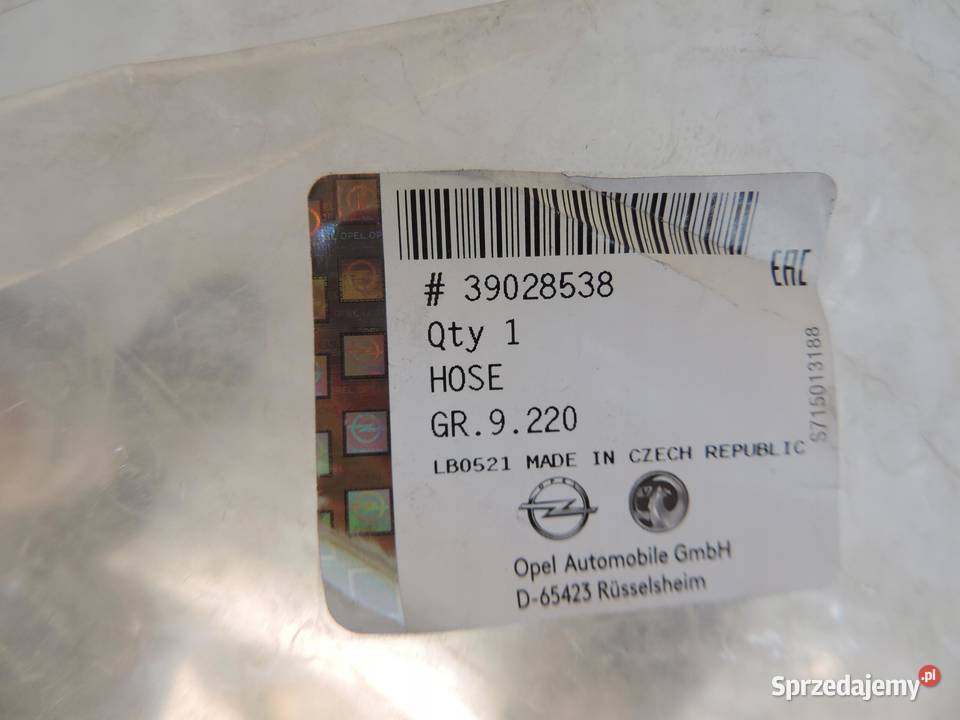 EAC
# 39028538
Qty 1
HOSE
GR.9.220
LB0521 MADE IN CZECH REPUBLIC
S715013188
OPEL
Opel Automobile GmbH
D-65423 Rüsselsheim
Sprzedajemy.pl